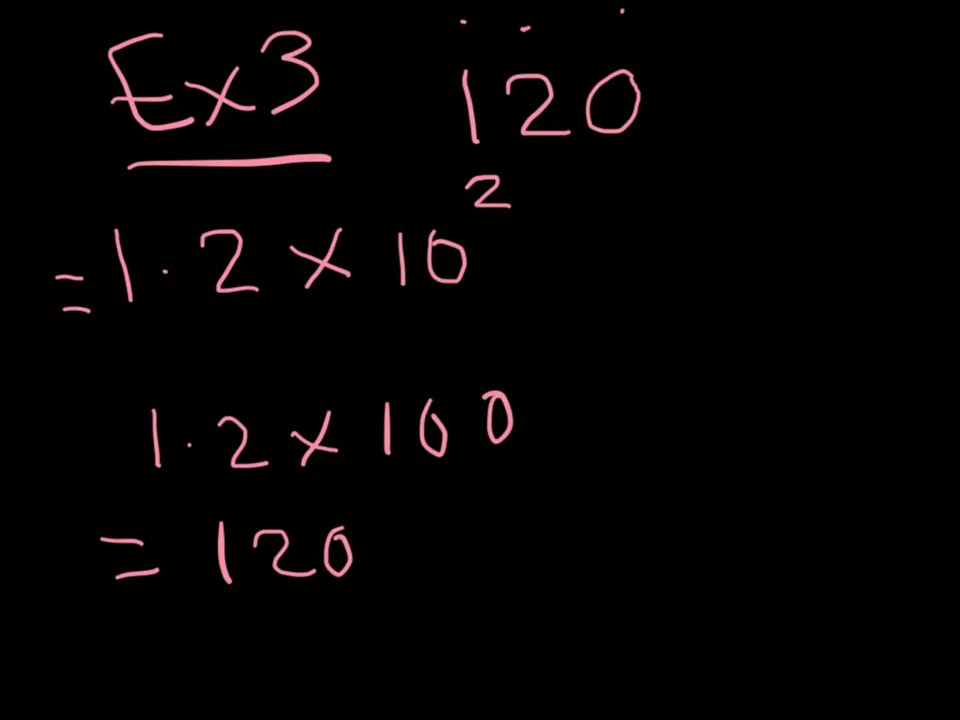 Ex3 120
= 1.2 × 10²
1.2 × 100
= 120